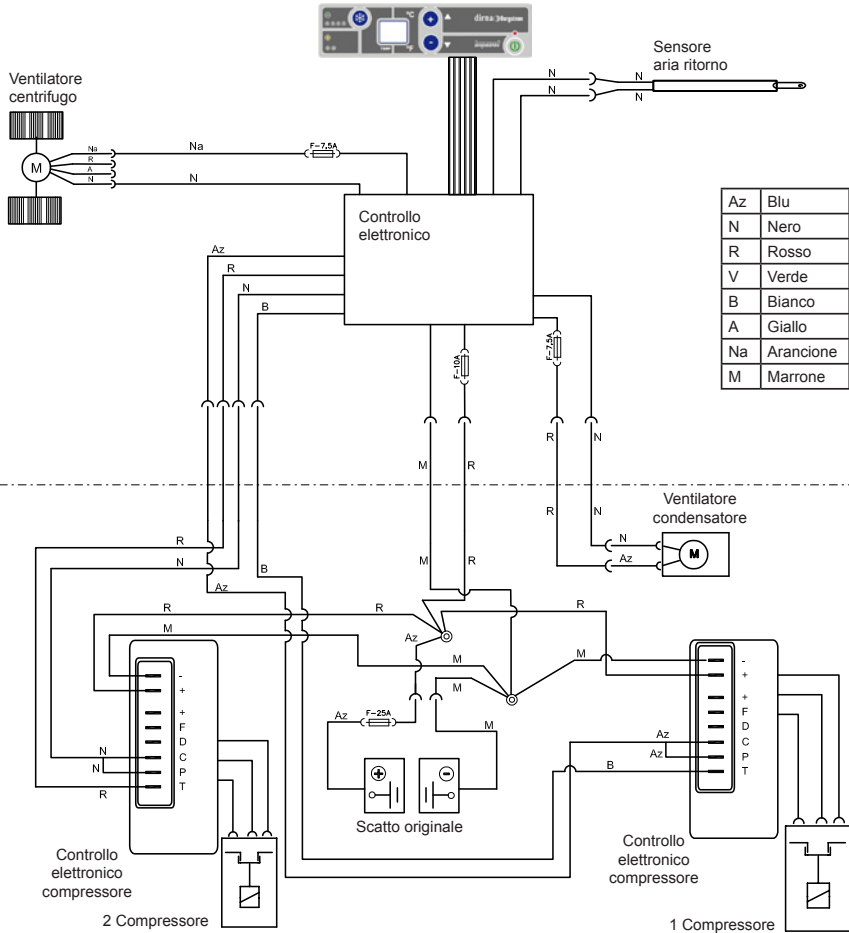 °C
°F
dirna:3Bergstrom
Sensore
aria ritorno
N
N
N
N
Ventilatore
centrifugo
M
Na
R
A
N
Na
N
F-7,5A
Controllo
elettronico
Az Blu
N Nero
R Rosso
V Verde
B Bianco
A Giallo
Na Arancione
M Marrone
Az
R
N
B
F-10A
F-7,5A
M
R
R
N
R
N
Ventilatore
condensatore
N
Az
M
R
N
B
Az
M
R
R
M
R
Az
R
M
M
M
M
Az
F-25A
+
-
Scatto originale
-
+
+
F
D
C
P
T
N
N
R
-
+
+
F
D
C
P
T
Az
Az
B
Controllo
elettronico
compressore
2 Compressore
Controllo
elettronico
compressore
1 Compressore